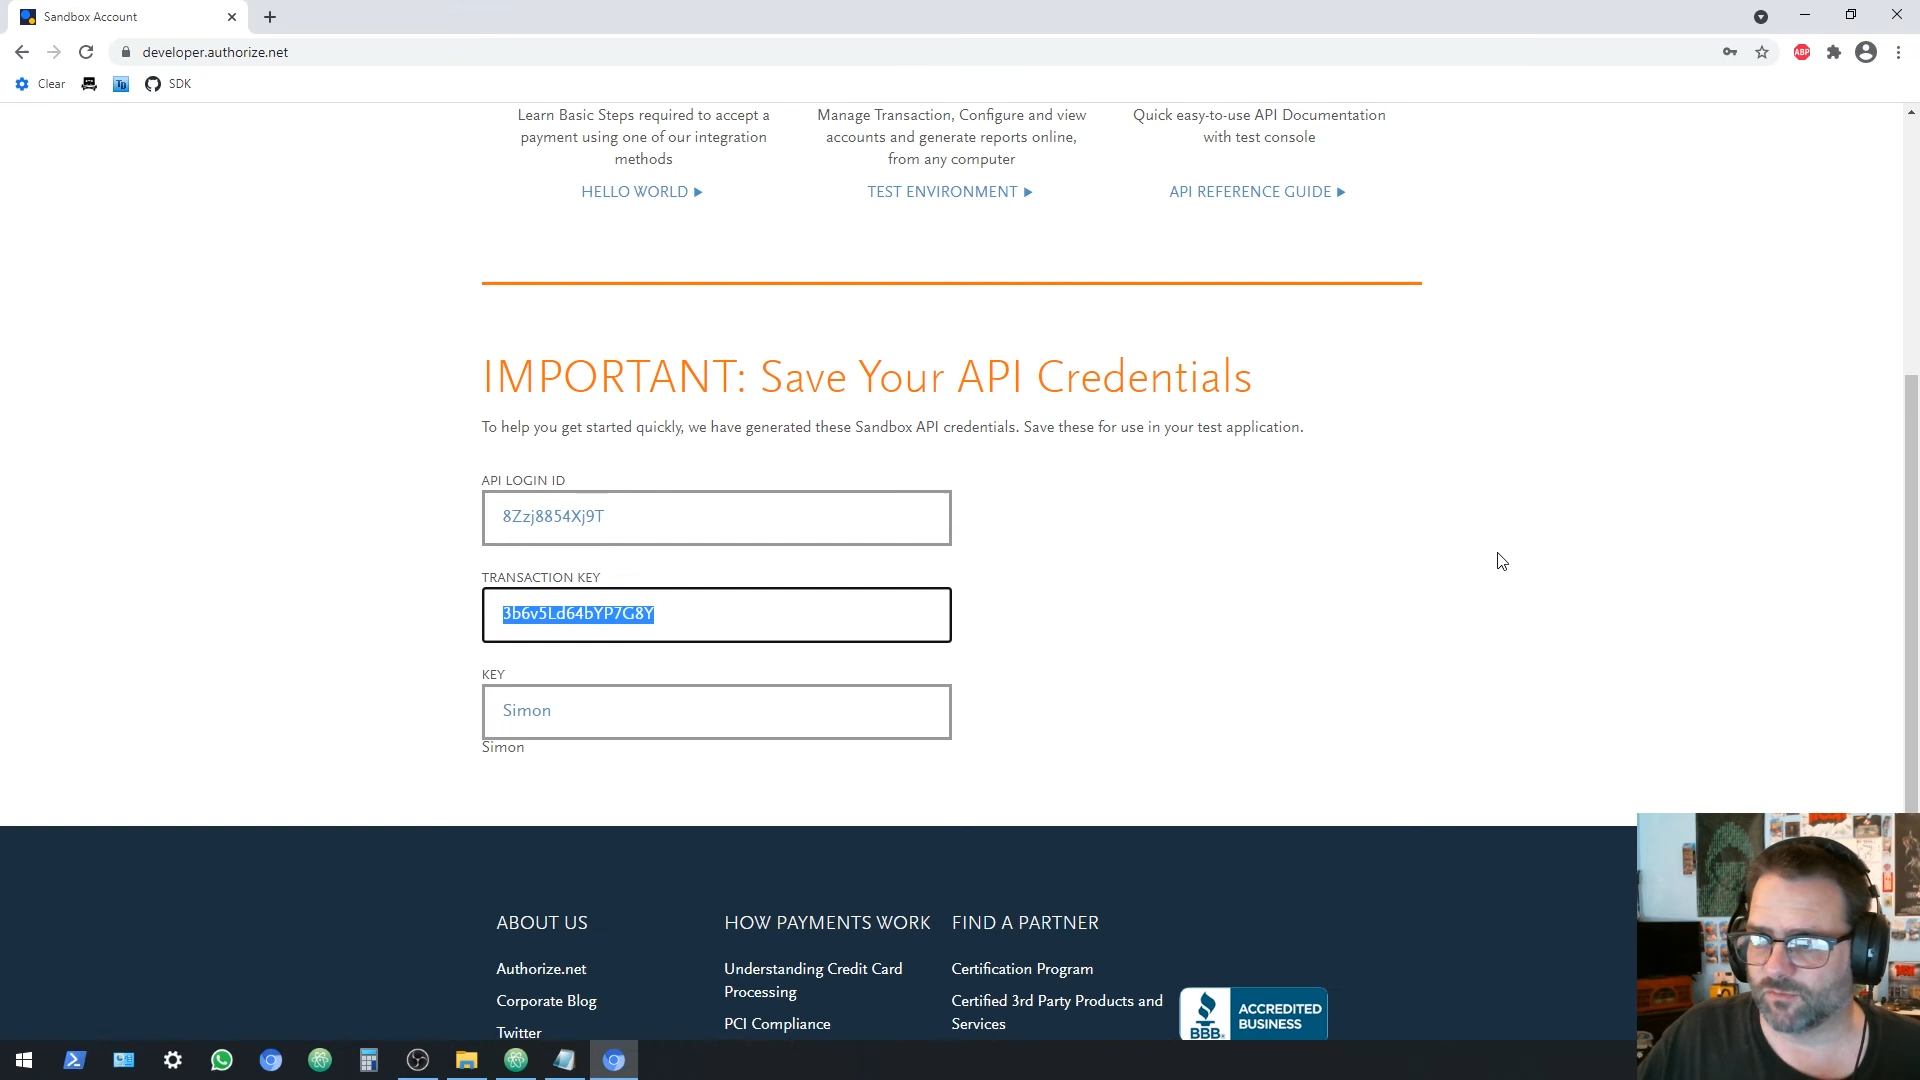 Sandbox Account
developer.authorize.net
ABP
Clear
Tp
SDK
Learn Basic Steps required to accept a
payment using one of our integration
methods
HELLO WORLD
Manage Transaction, Configure and view
accounts and generate reports online,
from any computer
TEST ENVIRONMENT
Quick easy-to-use API Documentation
with test console
API REFERENCE GUIDE
IMPORTANT: Save Your API Credentials
To help you get started quickly, we have generated these Sandbox API credentials. Save these for use in your test application.
API LOGIN ID
8Zzj8854Xj9T
TRANSACTION KEY
3b6v5Ld64bYP7G8Y
KEY
Simon
Simon
ABOUT US
Authorize.net
Corporate Blog
Twitter
HOW PAYMENTS WORK
Understanding Credit Card
Processing
PCI Compliance
FIND A PARTNER
Certification Program
Certified 3rd Party Products and
Services
BBB.
ACCREDITED
BUSINESS